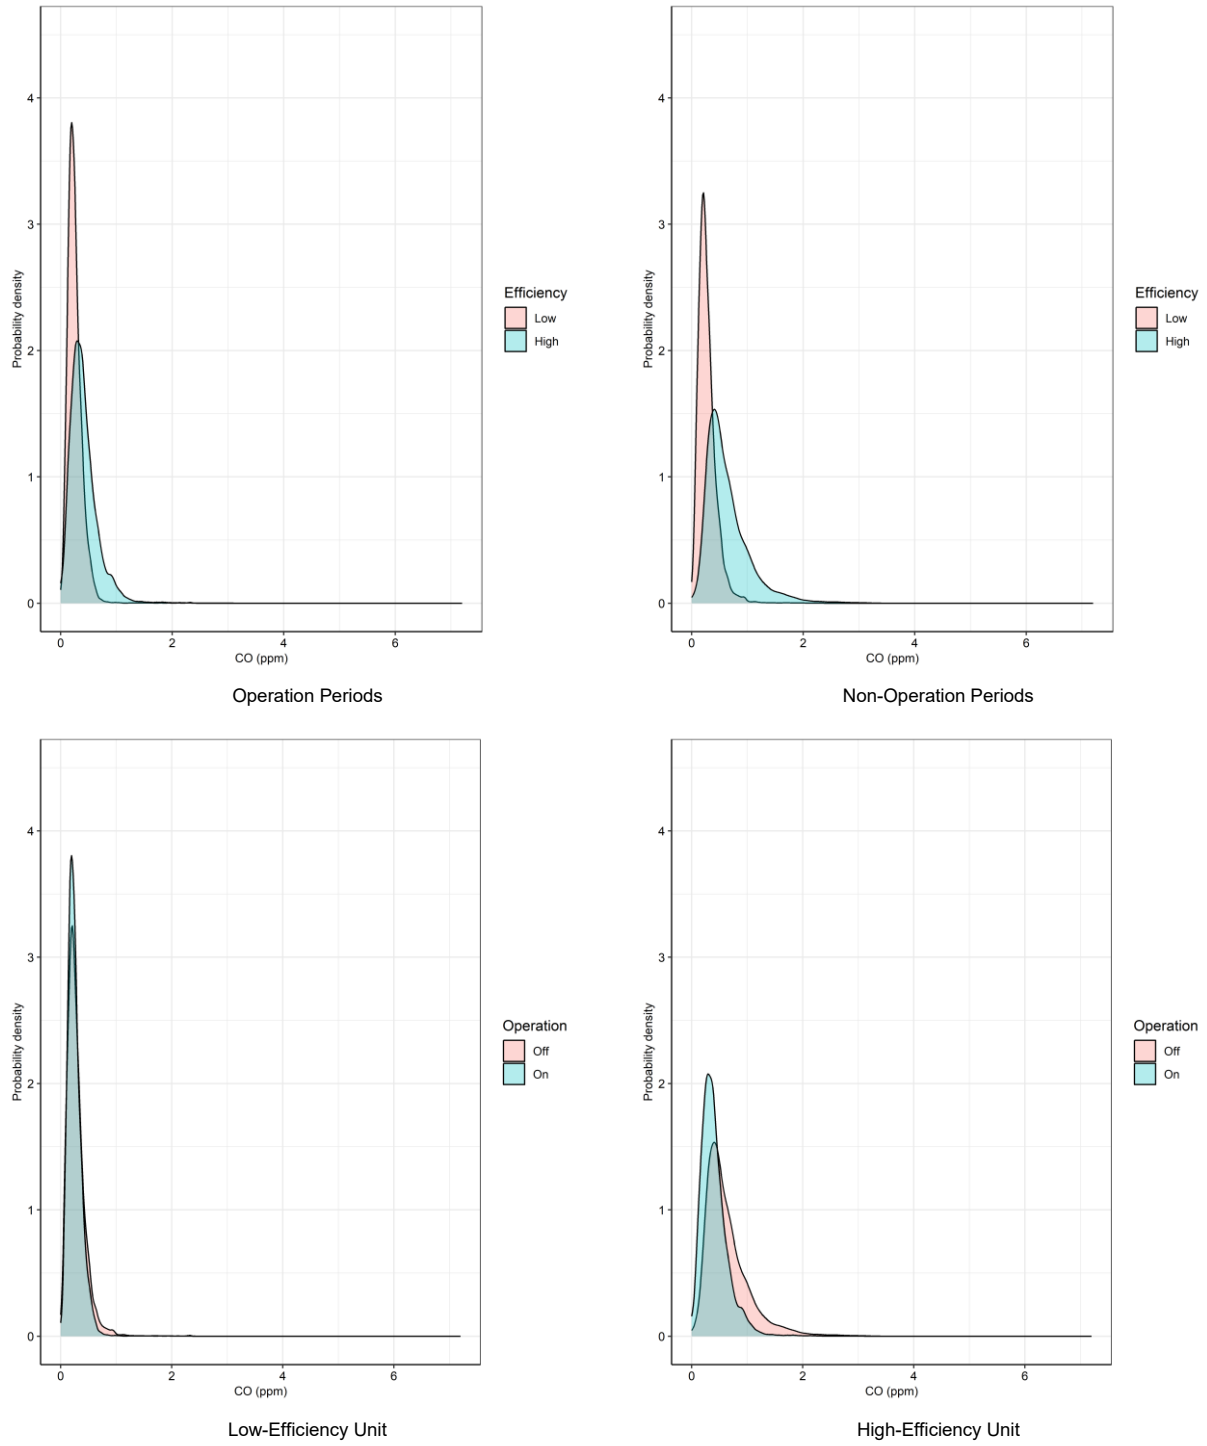 4
3
2
1
0
Probability density
0 2 4 6
CO (ppm)
Efficiency
Low
High
Operation Periods
4
3
2
1
0
Probability density
0 2 4 6
CO (ppm)
Efficiency
Low
High
Non-Operation Periods
4
3
2
1
0
Probability density
0 2 4 6
CO (ppm)
Operation
Off
On
Low-Efficiency Unit
4
3
2
1
0
Probability density
0 2 4 6
CO (ppm)
Operation
Off
On
High-Efficiency Unit